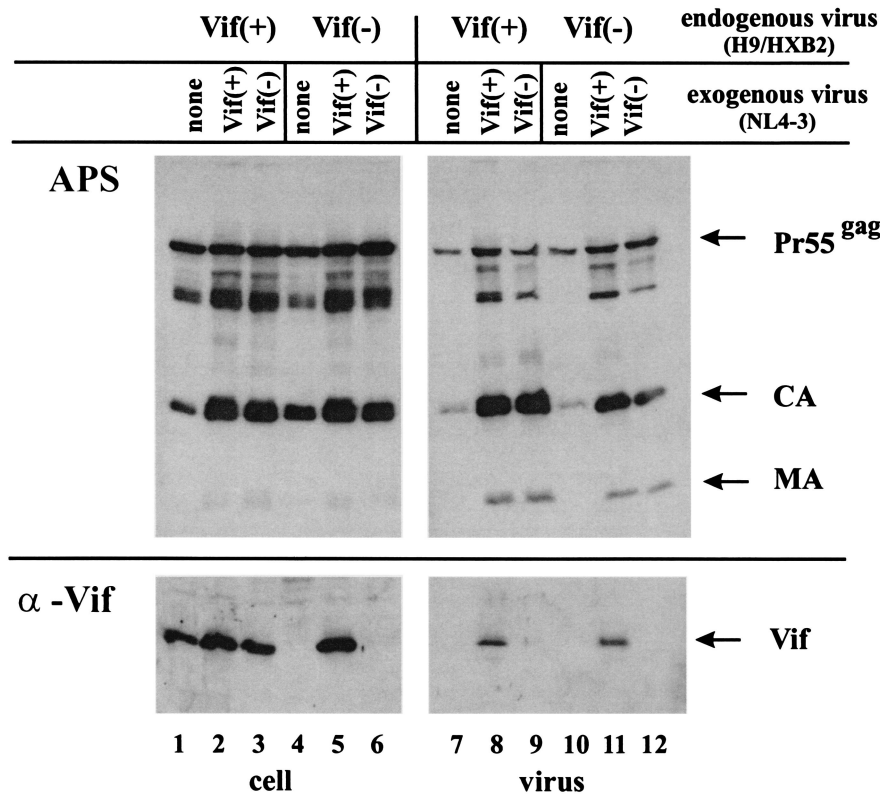 Vif(+) Vif(-) Vif(+) Vif(-) endogenous virus
(H9/HXB2)
none Vif(+) Vif(-) none Vif(+) Vif(-) none Vif(+) Vif(-) none Vif(+) Vif(-) exogenous virus
(NL4-3)
APS
Pr55 gag
CA
MA
α -Vif
Vif
1 2 3 4 5 6 7 8 9 10 11 12
cell virus